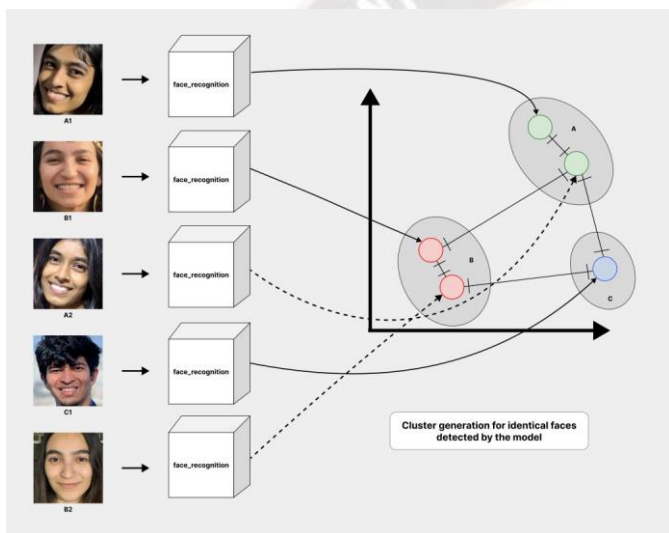 A1
face_recognition
B1
face_recognition
A2
face_recognition
C1
face_recognition
B2
face_recognition
A
B
C
Cluster generation for identical faces
detected by the model